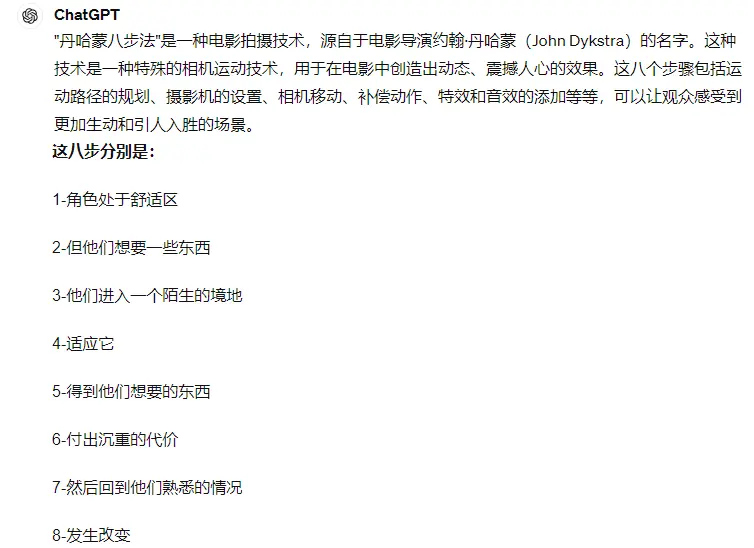 ChatGPT
"丹哈蒙八步法"是一种电影拍摄技术，源自于电影导演约翰·丹哈蒙（John Dykstra）的名字。这种
技术是一种特殊的相机运动技术，用于在电影中创造出动态、震撼人心的效果。这八个步骤包括运
动路径的规划、摄影机的设置、相机移动、补偿动作、特效和音效的添加等等，可以让观众感受到
更加生动和引人入胜的场景。
这八步分别是：
1-角色处于舒适区
2-但他们想要一些东西
3-他们进入一个陌生的境地
4-适应它
5-得到他们想要的东西
6-付出沉重的代价
7-然后回到他们熟悉的情况
8-发生改变